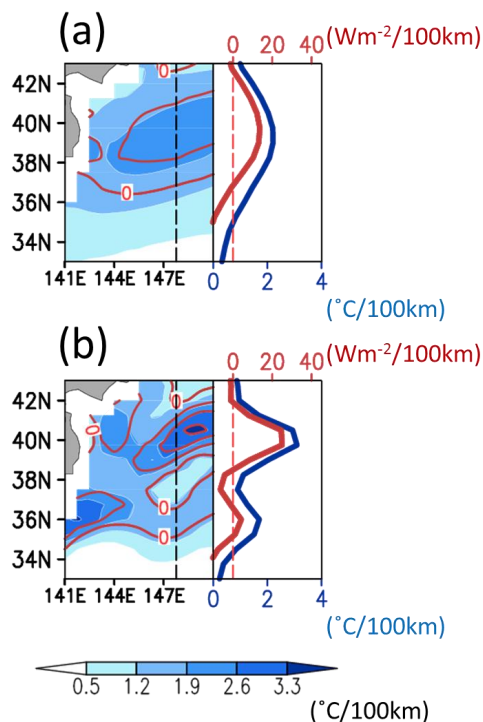 (a)
0 20 40 (Wm-2/100km)
42N
40N
38N
36N
34N
0
0
141E 144E 147E 0 2 4
(˚C/100km)
(b)
0 20 40 (Wm-2/100km)
42N
40N
38N
36N
34N
0
0
0
0
141E 144E 147E 0 2 4
(˚C/100km)
0.5 1.2 1.9 2.6 3.3
(˚C/100km)